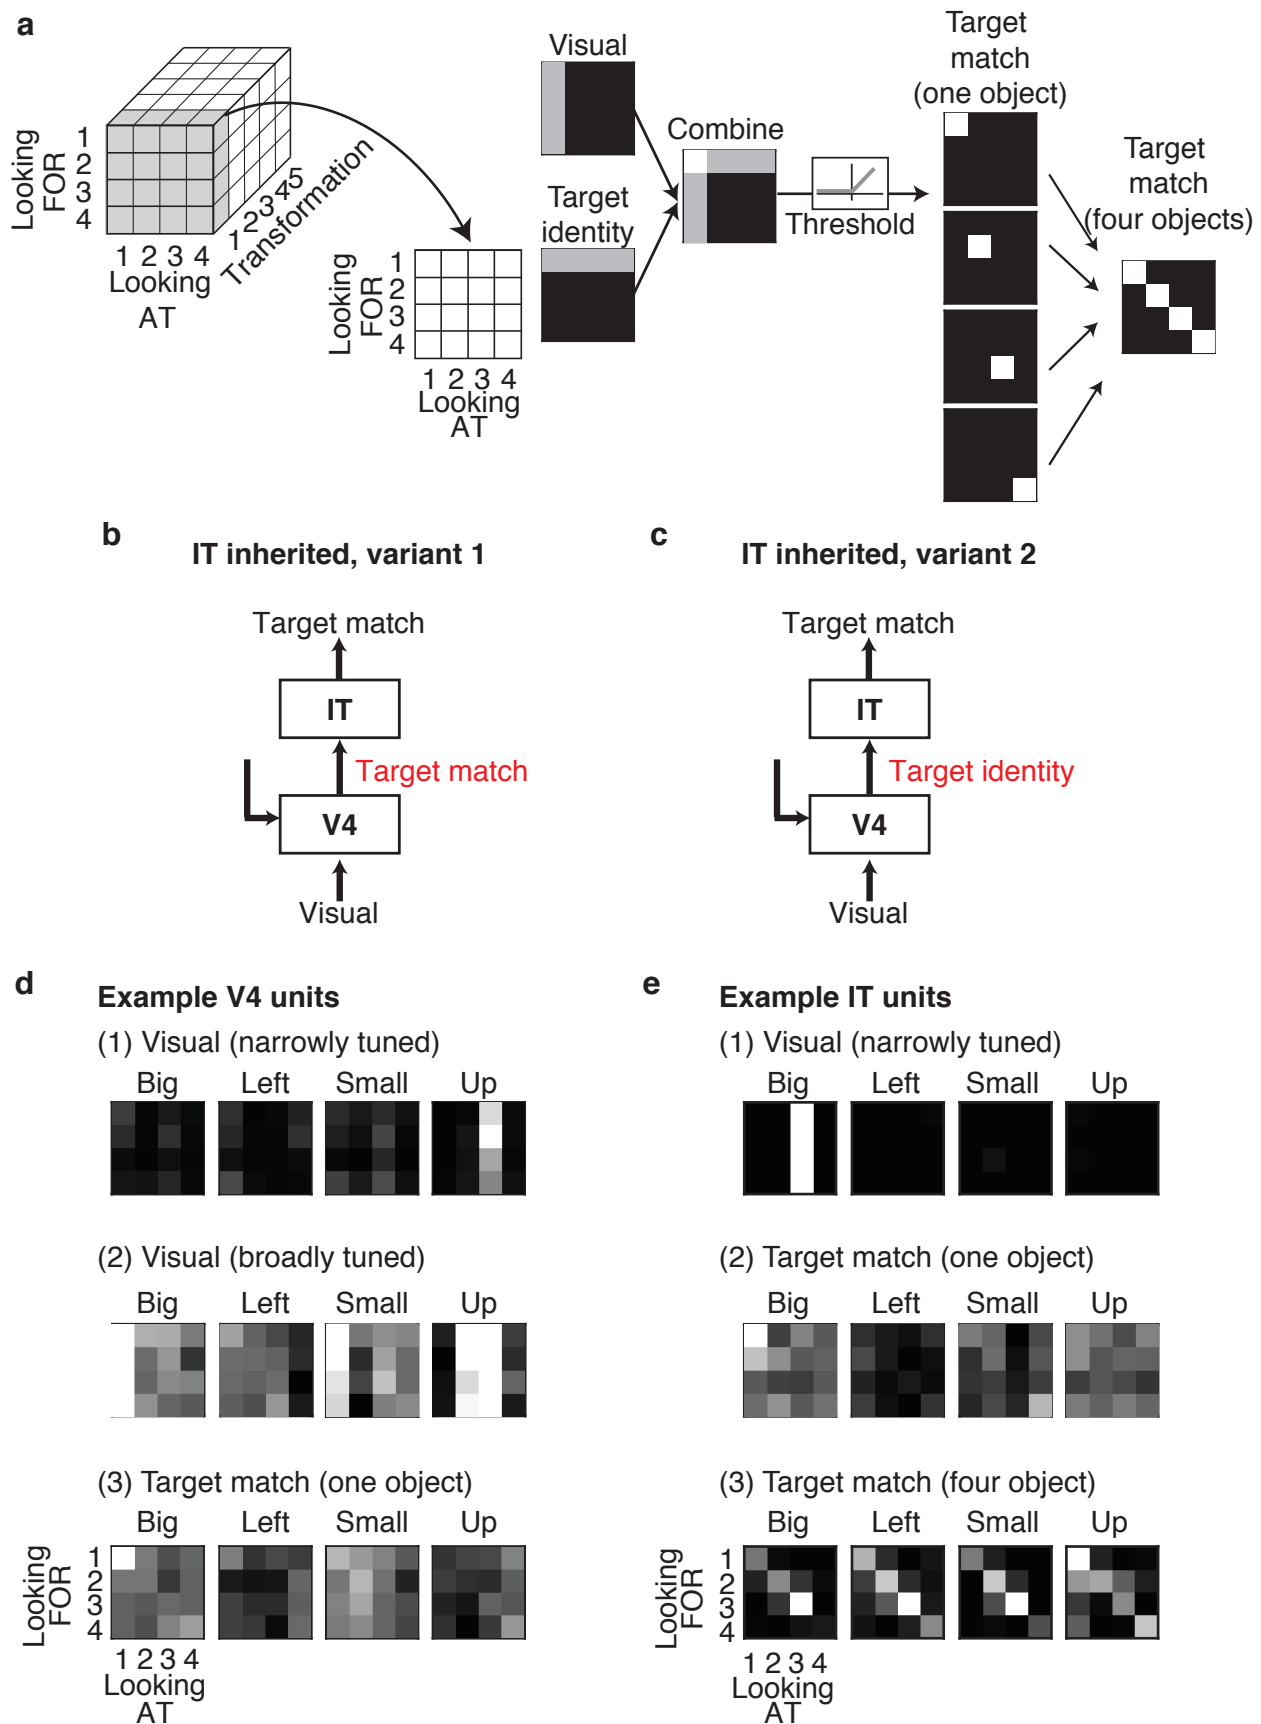 a
Looking
FOR
1
2
3
4
1 2 3 4
Looking
AT
1
2
3
4
5
Transformation
Looking
FOR
1
2
3
4
1 2 3 4
Looking
AT
Visual
Target
identity
Combine
Threshold
Target
match
(one object)
Target
match
(four objects)
b
IT inherited, variant 1
Target match
IT
Target match
V4
Visual
c
IT inherited, variant 2
Target match
IT
Target identity
V4
Visual
d
Example V4 units
(1) Visual (narrowly tuned)
Big Left Small Up
(2) Visual (broadly tuned)
Big Left Small Up
(3) Target match (one object)
Big Left Small Up
Looking
FOR
1
2
3
4
1 2 3 4
Looking
AT
e
Example IT units
(1) Visual (narrowly tuned)
Big Left Small Up
(2) Target match (one object)
Big Left Small Up
(3) Target match (four object)
Big Left Small Up
Looking
FOR
1
2
3
4
1 2 3 4
Looking
AT